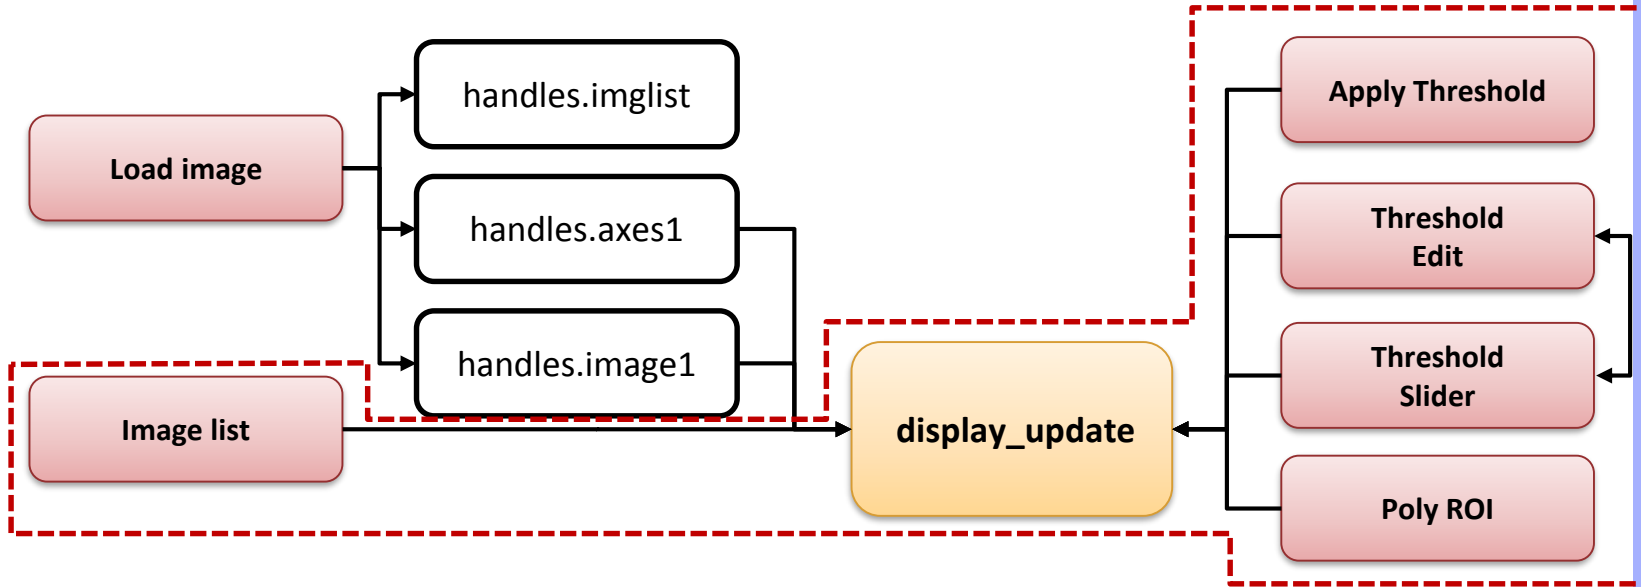 Load image
handles.imglist
handles.axes1
handles.image1
Image list
display_update
Apply Threshold
Threshold
Edit
Threshold
Slider
Poly ROI